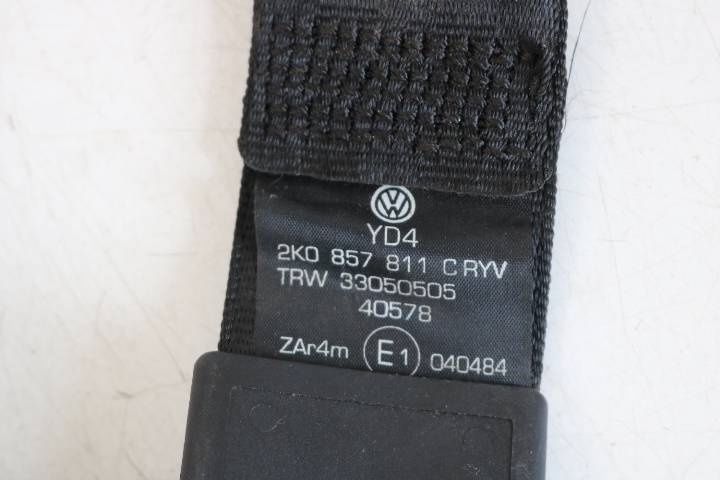 YD4
2K0 857 811 C RYV
TRW 33050505
40578
ZAr4m E1 040484